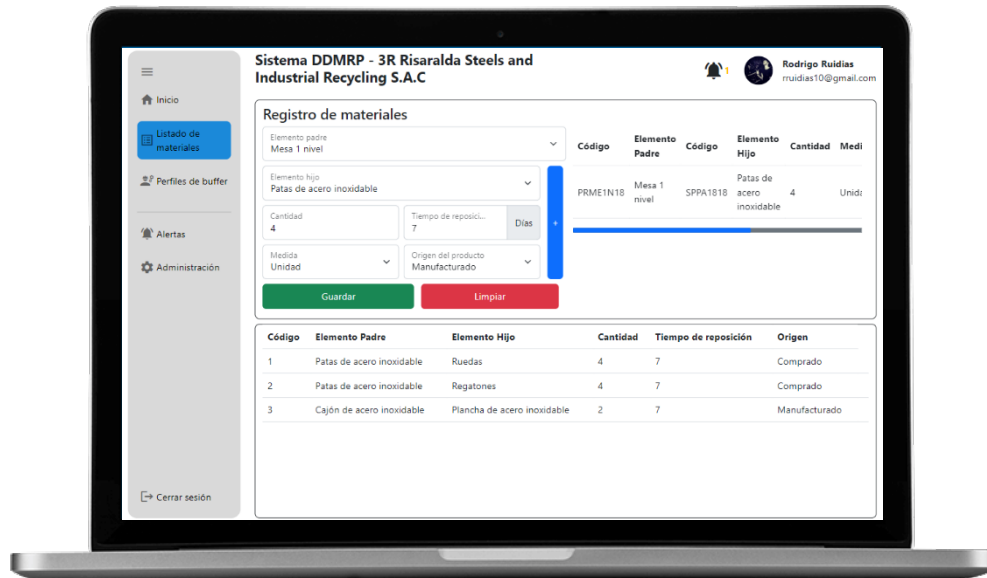 Sistema DDMRP - 3R Risaralda Steels and
Industrial Recycling S.A.C
1
Rodrigo Ruidias
rruidias10@gmail.com
Inicio
Listado de
materiales
Perfiles de buffer
Alertas
Administración
Cerrar sesión
Registro de materiales
Elemento padre
Mesa 1 nivel
Elemento hijo
Patas de acero inoxidable
Cantidad
4
Tiempo de reposici...
7
Días
+
Medida
Unidad
Origen del producto
Manufacturado
Guardar
Limpiar
Código Elemento Padre Código Elemento Hijo Cantidad Medi
PRME1N18 Mesa 1 nivel SPPA1818 Patas de acero inoxidable 4 Unida
Código Elemento Padre Elemento Hijo Cantidad Tiempo de reposición Origen
1 Patas de acero inoxidable Ruedas 4 7 Comprado
2 Patas de acero inoxidable Regatones 4 7 Comprado
3 Cajón de acero inoxidable Plancha de acero inoxidable 2 7 Manufacturado